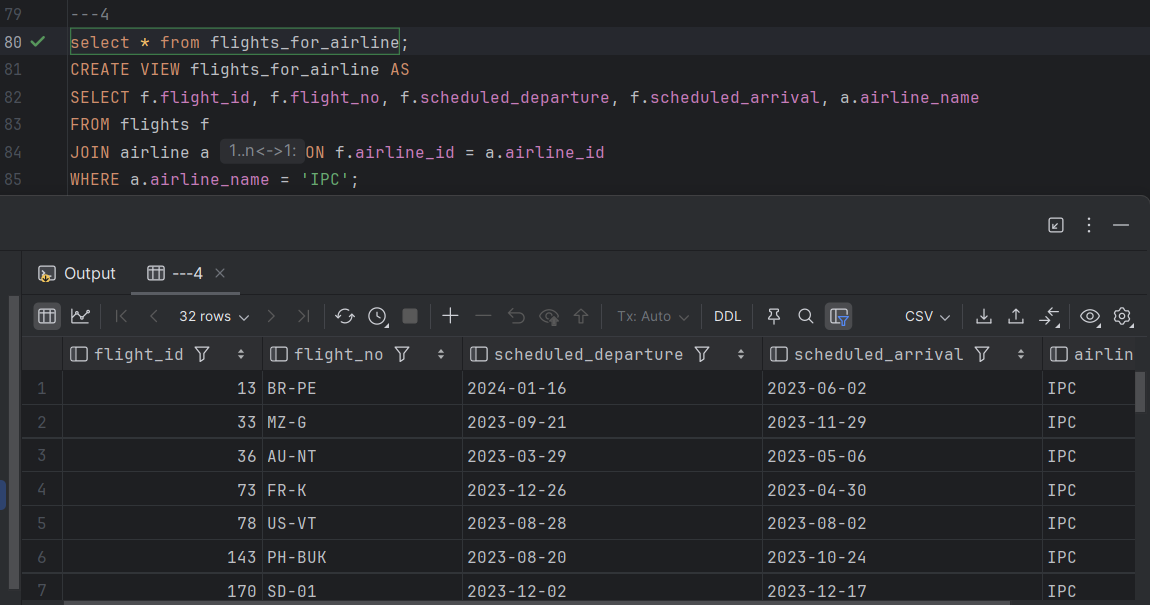 79 ---4
80 select * from flights_for_airline;
81 CREATE VIEW flights_for_airline AS
82 SELECT f.flight_id, f.flight_no, f.scheduled_departure, f.scheduled_arrival, a.airline_name
83 FROM flights f
84 JOIN airline a 1..n<->1: ON f.airline_id = a.airline_id
85 WHERE a.airline_name = 'IPC';
Output ---4
32 rows Tx: Auto DDL CSV
flight_id flight_no scheduled_departure scheduled_arrival airlin
1 13 BR-PE 2024-01-16 2023-06-02 IPC
2 33 MZ-G 2023-09-21 2023-11-29 IPC
3 36 AU-NT 2023-03-29 2023-05-06 IPC
4 73 FR-K 2023-12-26 2023-04-30 IPC
5 78 US-VT 2023-08-28 2023-08-02 IPC
6 143 PH-BUK 2023-08-20 2023-10-24 IPC
7 170 SD-01 2023-12-02 2023-12-17 IPC